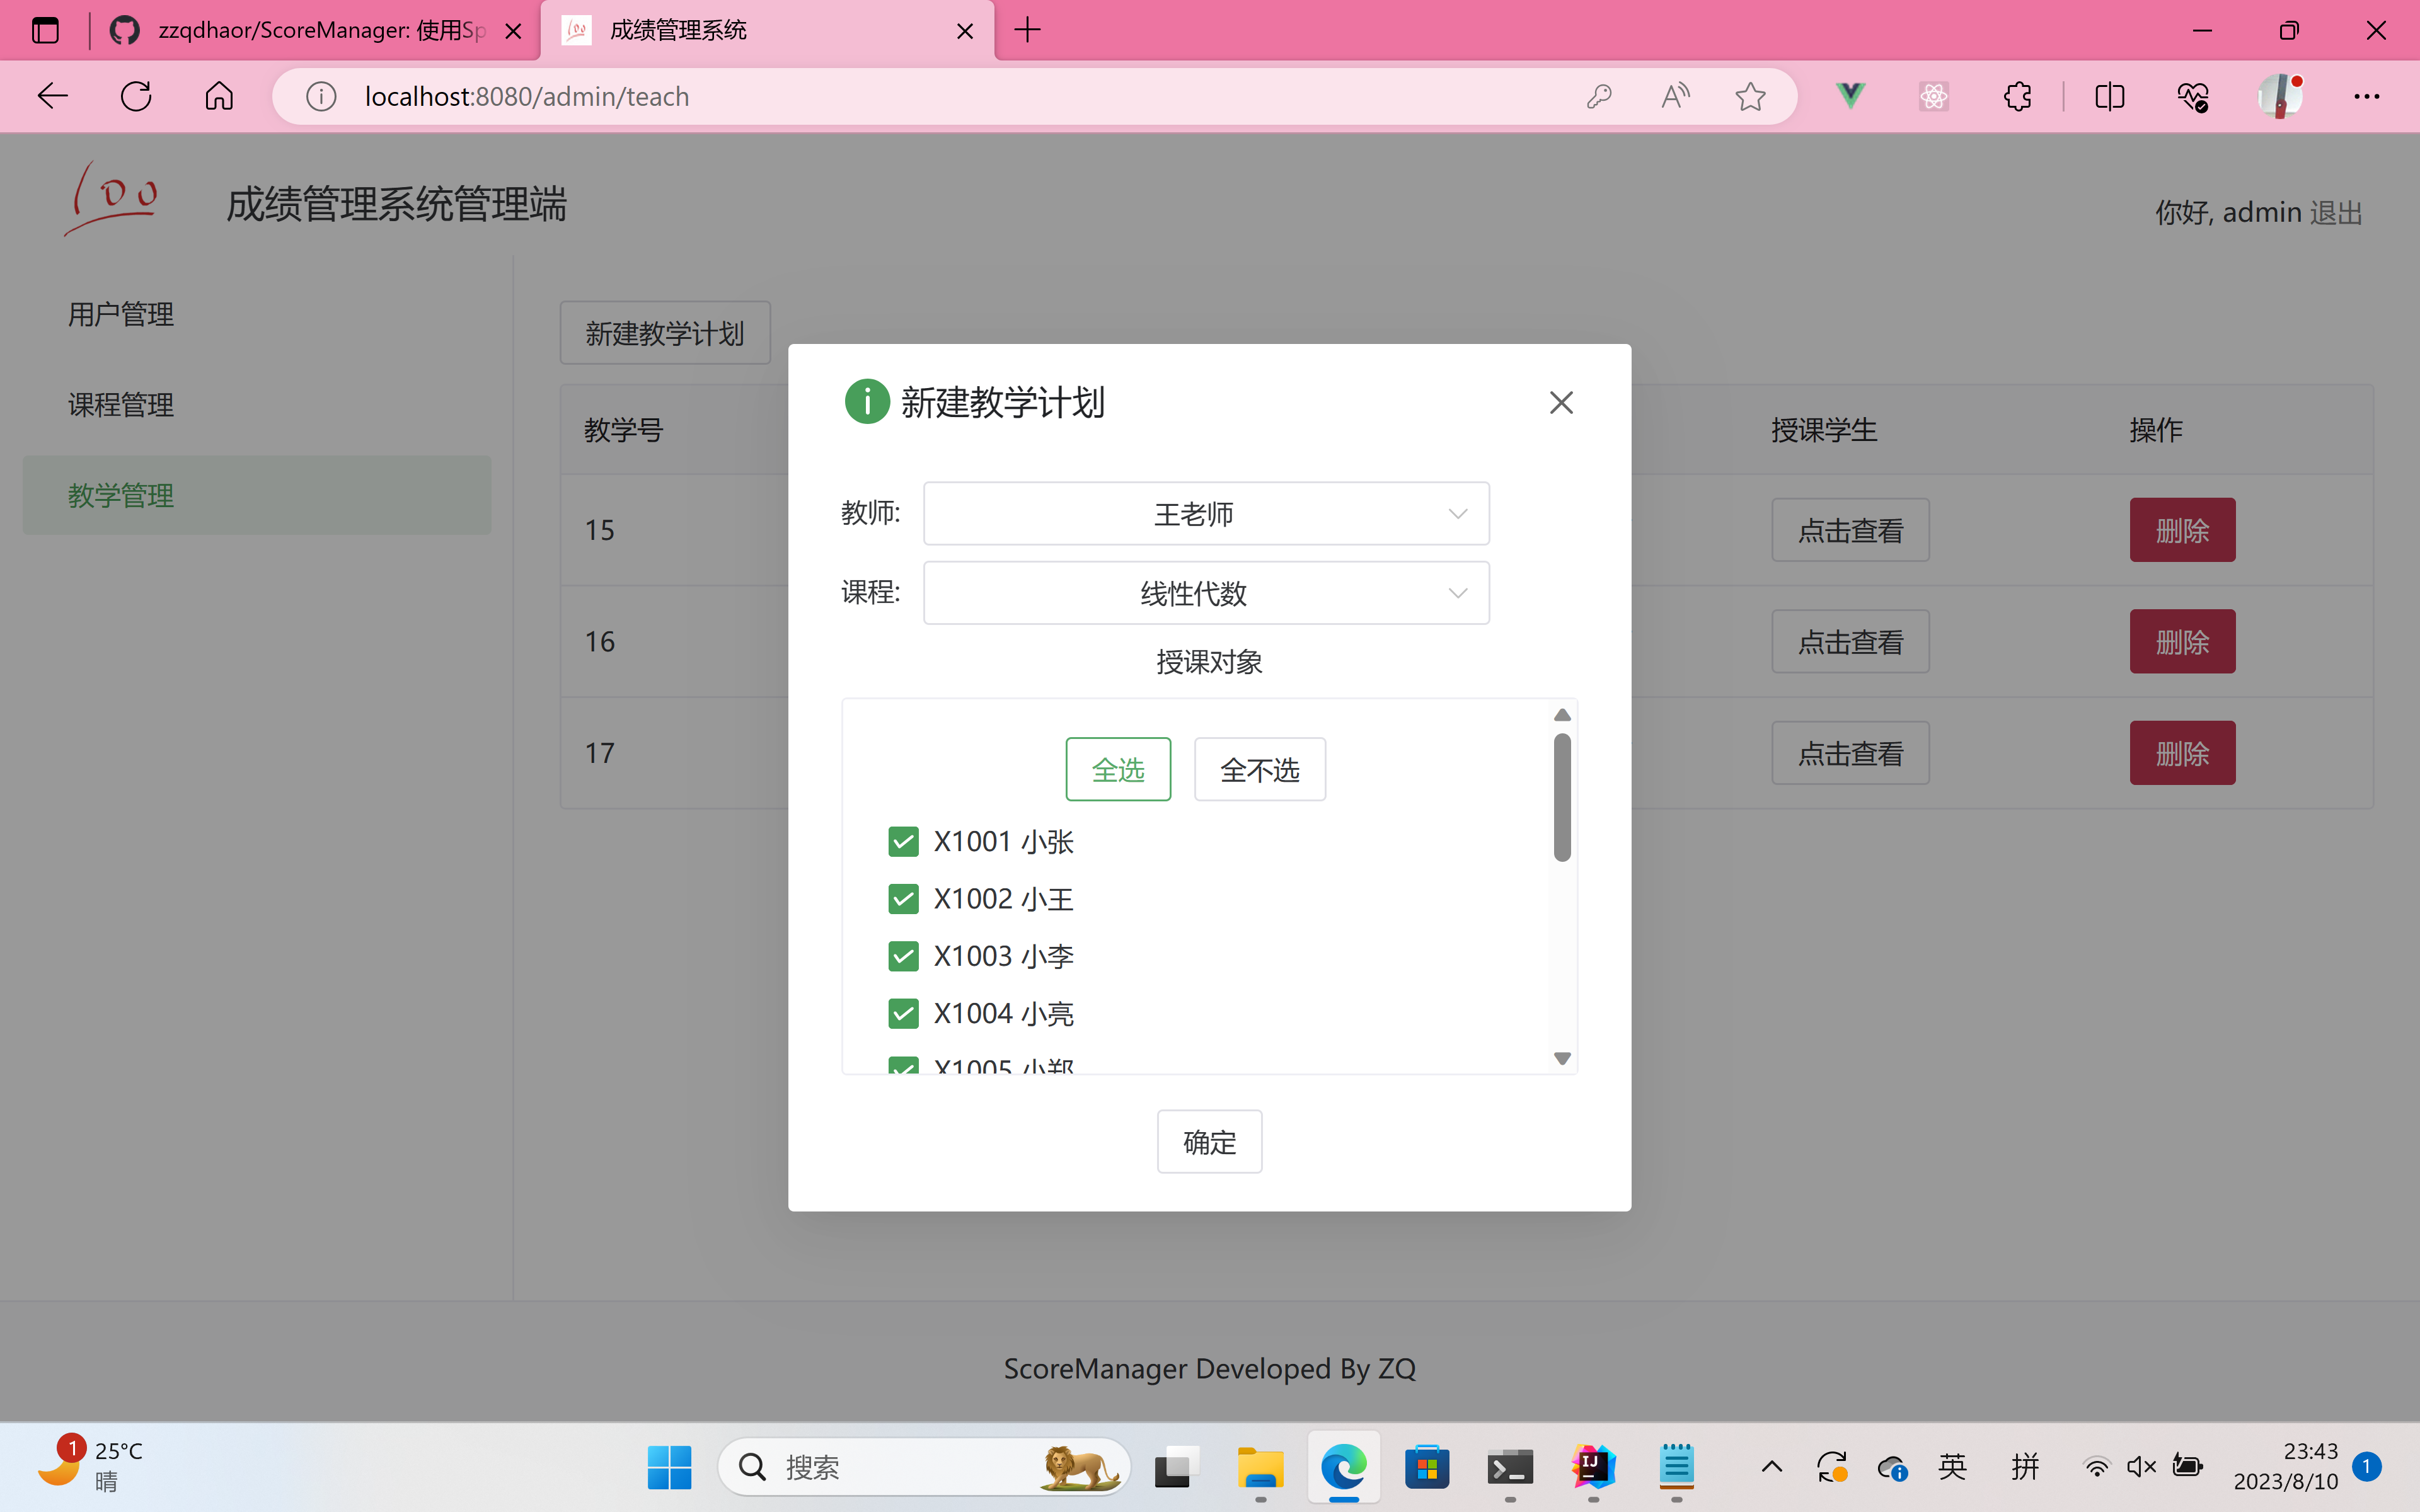 zzqdhaor/ScoreManager: 使用Sp
成绩管理系统
localhost:8080/admin/teach
100
成绩管理系统管理端
你好, admin 退出
用户管理
课程管理
教学管理
新建教学计划
教学号
授课学生
操作
15
点击查看
删除
16
点击查看
删除
17
点击查看
删除
新建教学计划
教师:
王老师
课程:
线性代数
授课对象
全选
全不选
X1001 小张
X1002 小王
X1003 小李
X1004 小亮
X1005 小郑
确定
ScoreManager Developed By ZQ
1
25°C
晴
搜索
IJ
英
拼
23:43
2023/8/10
1